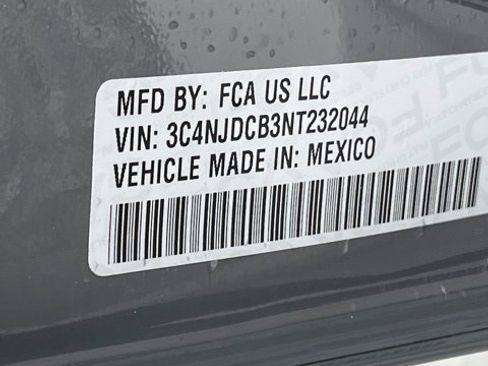 MFD BY: FCA US LLC
VIN: 3C4NJDCB3NT232044
VEHICLE MADE IN: MEXICO